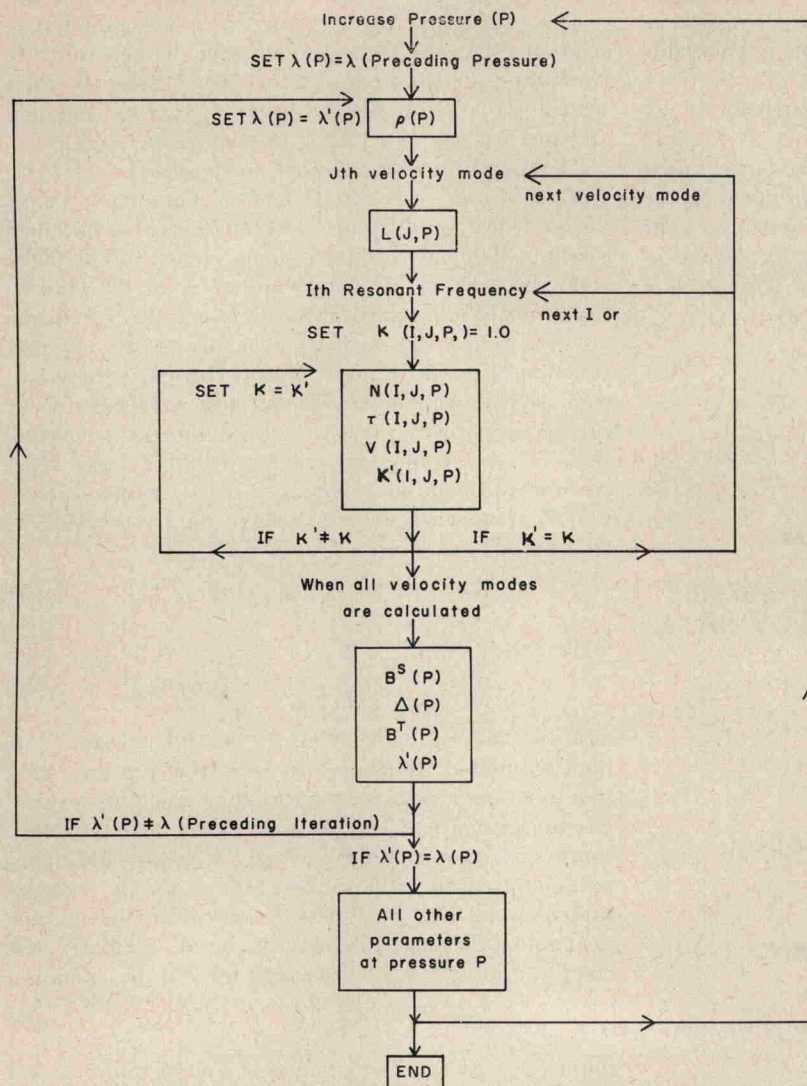 Increase Pressure (P)
SET λ(P)=λ (Preceding Pressure)
SET λ(P) = λ'(P)
ρ(P)
Jth velocity mode
next velocity mode
L(J,P)
Ith Resonant Frequency
next I or
SET K (I,J,P,)= 1.0
SET K = K'
N(I,J,P)
τ(I,J,P)
V(I,J,P)
K'(I,J,P)
IF K' ≠ K
IF K' = K
When all velocity modes
are calculated
B^S(P)
Δ(P)
B^T(P)
λ'(P)
IF λ'(P) ≠ λ (Preceding Iteration)
IF λ'(P)=λ(P)
All other
parameters
at pressure P
END